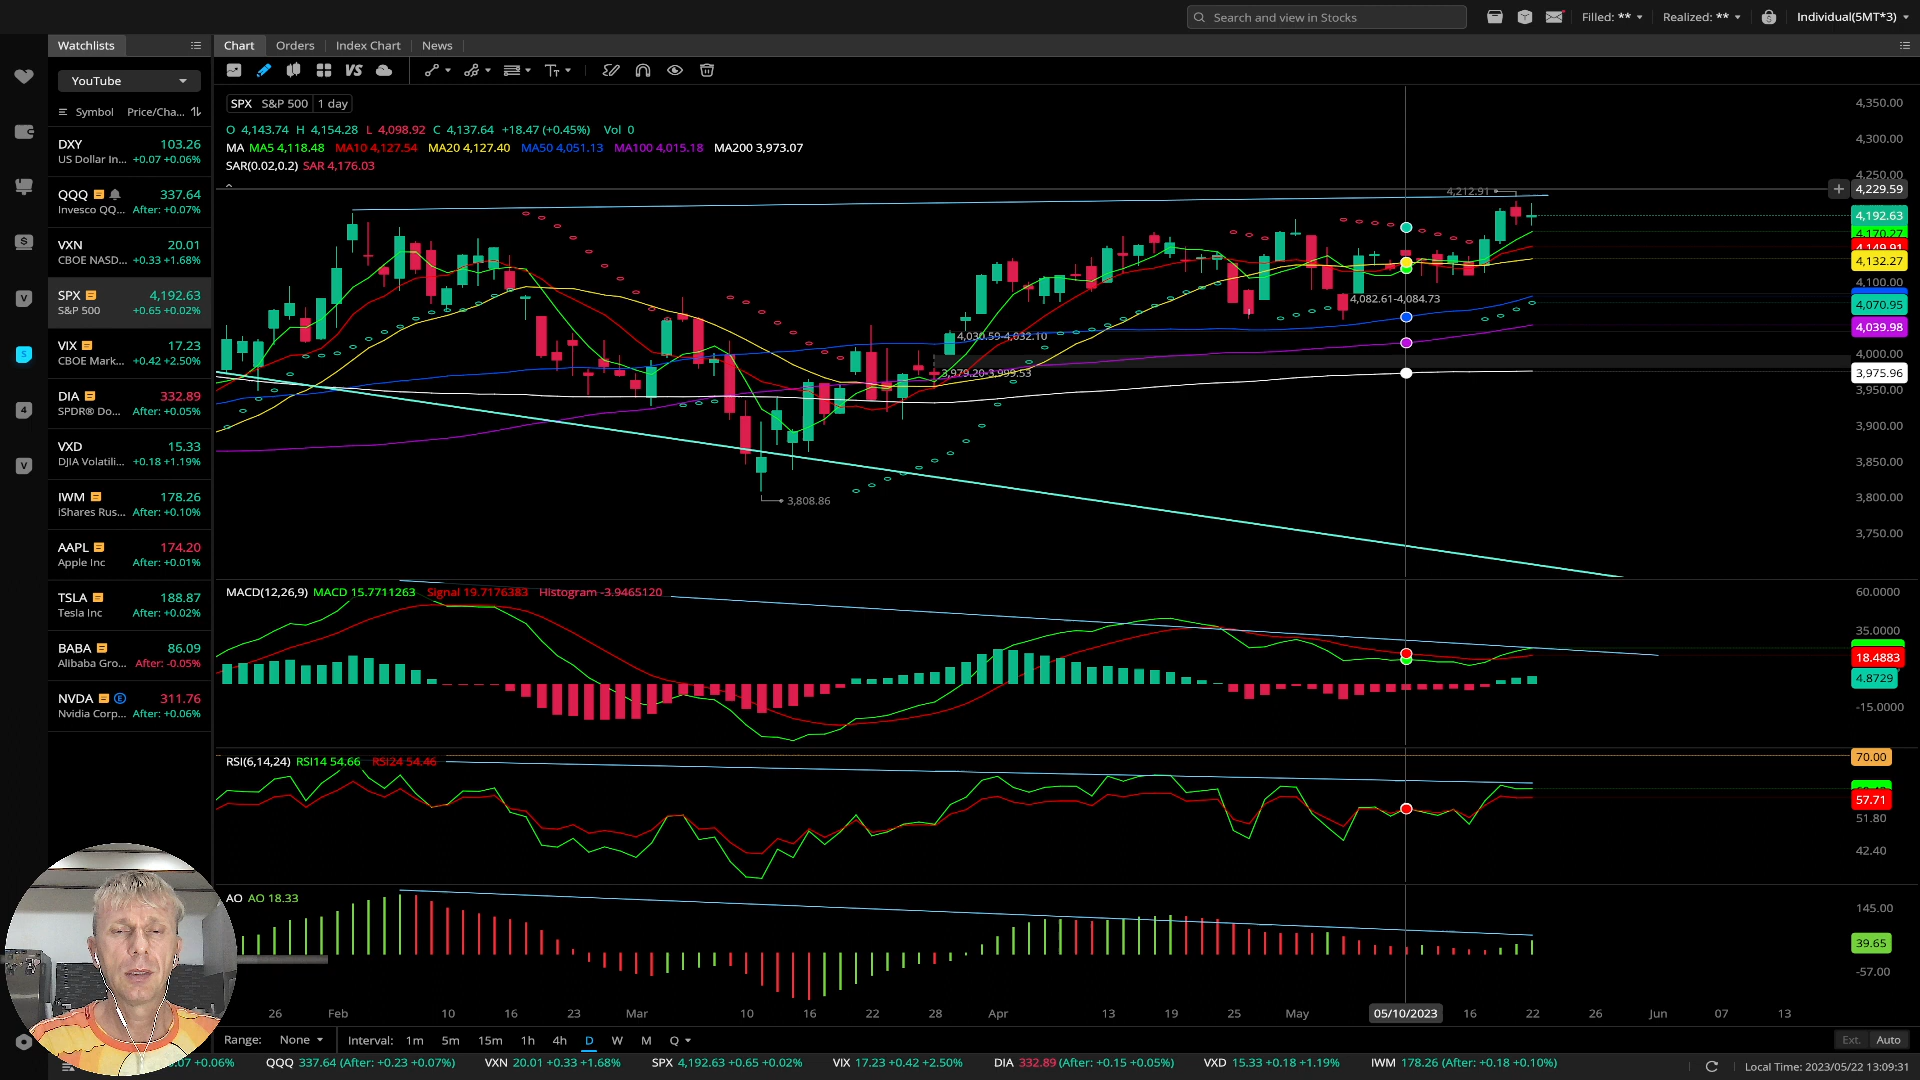 Search and view in Stocks
Filled: **
Realized: **
Individual(5MT*3)
Watchlists
Chart Orders Index Chart News
YouTube
VS
Symbol Price/Cha...
SPX S&P 500 1 day
O 4,143.74 H 4,154.28 L 4,098.92 C 4,137.64 +18.47 (+0.45%) Vol 0
MA MA5 4,118.48 MA10 4,127.54 MA20 4,127.40 MA50 4,051.13 MA100 4,015.18 MA200 3,973.07
SAR(0.02,0.2) SAR 4,176.03
DXY 103.26
US Dollar In... +0.07 +0.06%
QQQ 337.64
Invesco QQ... After: +0.07%
VXN 20.01
CBOE NASD... +0.33 +1.68%
SPX 4,192.63
S&P 500 +0.65 +0.02%
VIX 17.23
CBOE Mark... +0.42 +2.50%
DIA 332.89
SPDR® Do... After: +0.05%
VXD 15.33
DJIA Volatili... +0.18 +1.19%
IWM 178.26
iShares Rus... After: +0.10%
AAPL 174.20
Apple Inc After: +0.01%
TSLA 188.87
Tesla Inc After: +0.02%
BABA 86.09
Alibaba Gro... After: -0.05%
NVDA 311.76
Nvidia Corp... After: +0.06%
4,212.91
4,082.61-4,084.73
4,030.59-4,032.10
3,979.20-3,999.53
3,808.86
4,350.00
4,300.00
4,250.00
4,229.59
4,192.63
4,170.27
4,149.91
4,132.27
4,100.00
4,070.95
4,039.98
4,000.00
3,975.96
3,950.00
3,900.00
3,850.00
3,800.00
3,750.00
MACD(12,26,9) MACD 15.7711263 Signal 19.7176383 Histogram -3.9465120
60.0000
35.0000
18.4883
4.8729
-15.0000
RSI(6,14,24) RSI14 54.66 RSI24 54.46
70.00
57.71
51.80
42.40
AO AO 18.33
145.00
39.65
-57.00
26 Feb 10 16 23 Mar 10 16 22 28 Apr 13 19 25 May 05/10/2023 16 22 26 Jun 07 13
Range: None Interval: 1m 5m 15m 1h 4h D W M Q Ext. Auto
+0.06% QQQ 337.64 (After: +0.23 +0.07%) VXN 20.01 +0.33 +1.68% SPX 4,192.63 +0.65 +0.02% VIX 17.23 +0.42 +2.50% DIA 332.89 (After: +0.15 +0.05%) VXD 15.33 +0.18 +1.19% IWM 178.26 (After: +0.18 +0.10%) Local Time: 2023/05/22 13:09:31